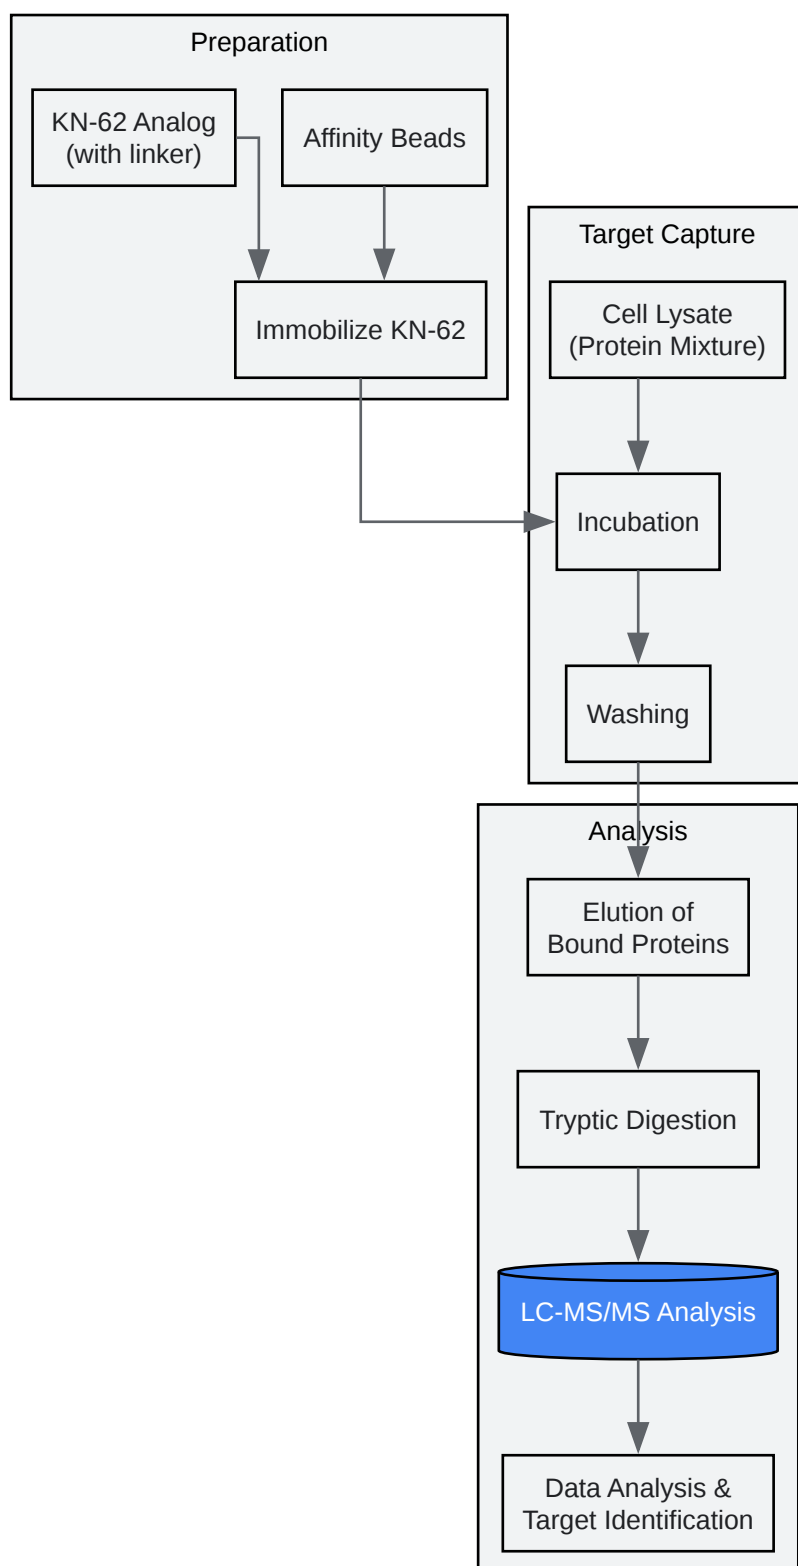 Preparation
KN-62 Analog
(with linker)
Affinity Beads
Immobilize KN-62
Target Capture
Cell Lysate
(Protein Mixture)
Incubation
Washing
Analysis
Elution of
Bound Proteins
Tryptic Digestion
LC-MS/MS Analysis
Data Analysis &
Target Identification